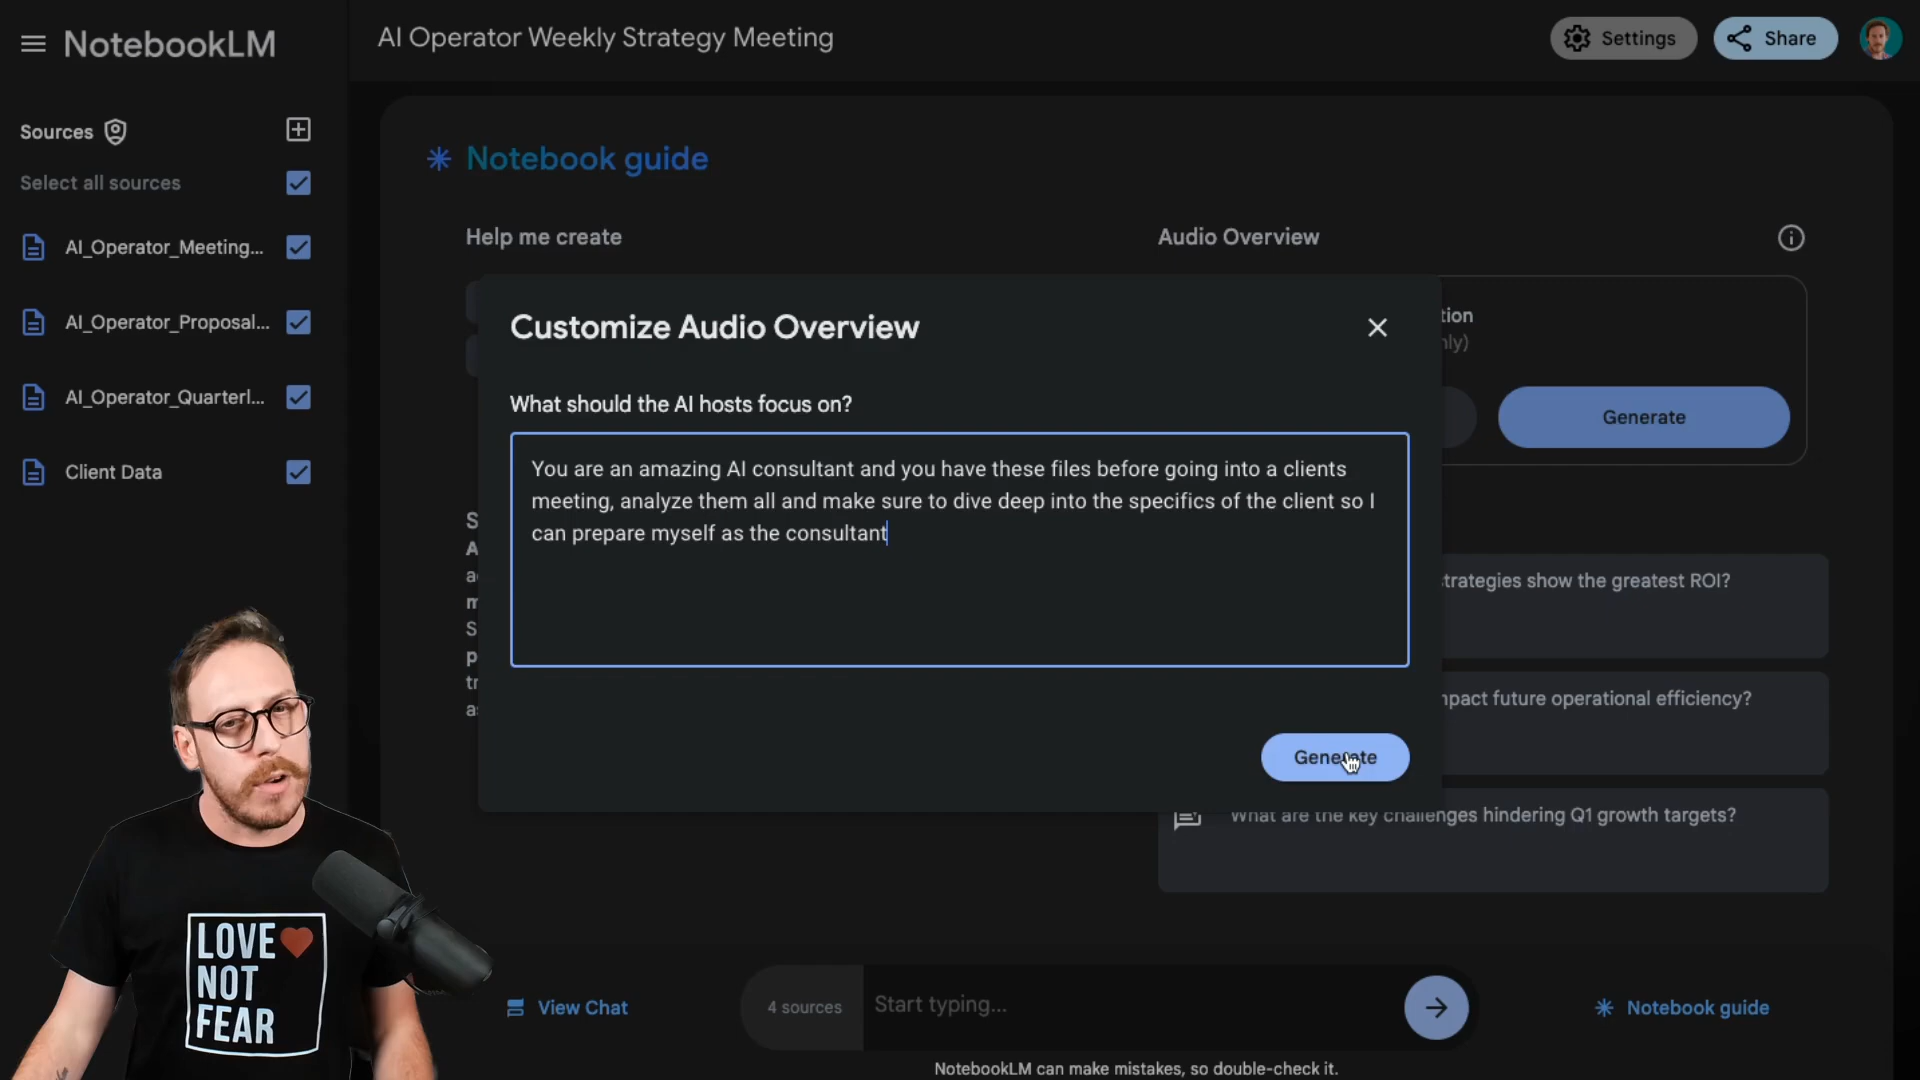 NotebookLM
AI Operator Weekly Strategy Meeting
Settings
Share
Sources
Select all sources
AI_Operator_Meeting...
AI_Operator_Proposal...
AI_Operator_Quarterl...
Client Data
Notebook guide
Help me create
Audio Overview
Generate
Customize Audio Overview
What should the AI hosts focus on?
You are an amazing AI consultant and you have these files before going into a clients
meeting, analyze them all and make sure to dive deep into the specifics of the client so I
can prepare myself as the consultant
Generate
strategies show the greatest ROI?
future operational efficiency?
What are the key challenges hindering Q1 growth targets?
View Chat
4 sources
Start typing...
Notebook guide
NotebookLM can make mistakes, so double-check it.
LOVE
NOT
FEAR